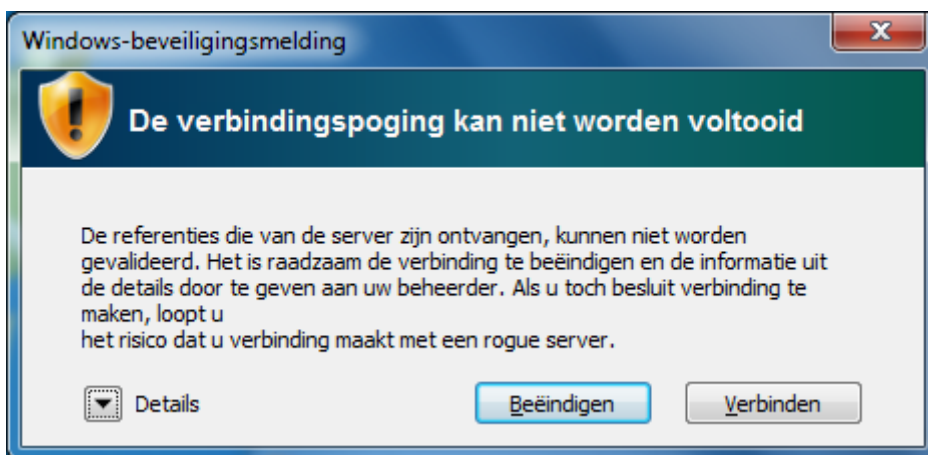 Windows-beveiligingsmelding
De verbindingspoging kan niet worden voltooid
De referenties die van de server zijn ontvangen, kunnen niet worden
gevalideerd. Het is raadzaam de verbinding te beëindigen en de informatie uit
de details door te geven aan uw beheerder. Als u toch besluit verbinding te
maken, loopt u
het risico dat u verbinding maakt met een rogue server.
Details
Beëindigen
Verbinden